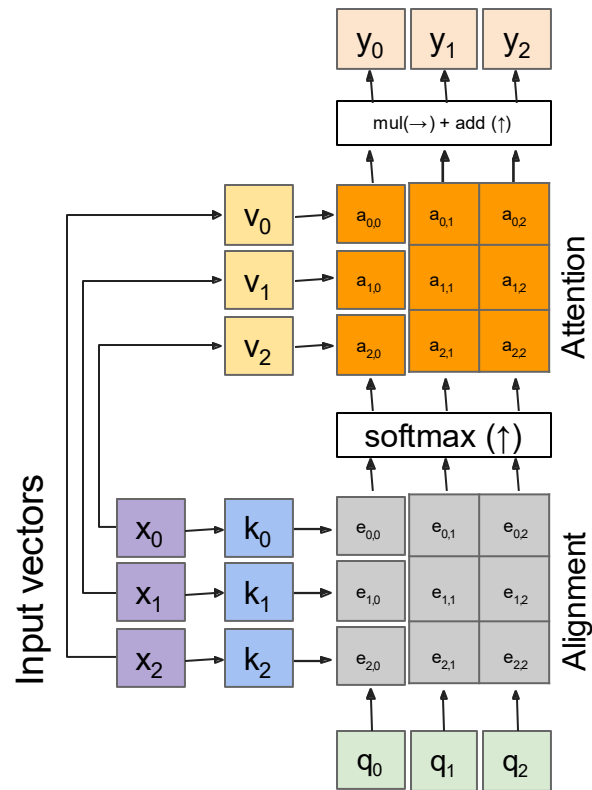 y0 y1 y2
mul(→) + add (↑)
v0 a0,0 a0,1 a0,2
v1 a1,0 a1,1 a1,2
v2 a2,0 a2,1 a2,2
Attention
softmax (↑)
Input vectors
x0 k0 e0,0 e0,1 e0,2
x1 k1 e1,0 e1,1 e1,2
x2 k2 e2,0 e2,1 e2,2
Alignment
q0 q1 q2